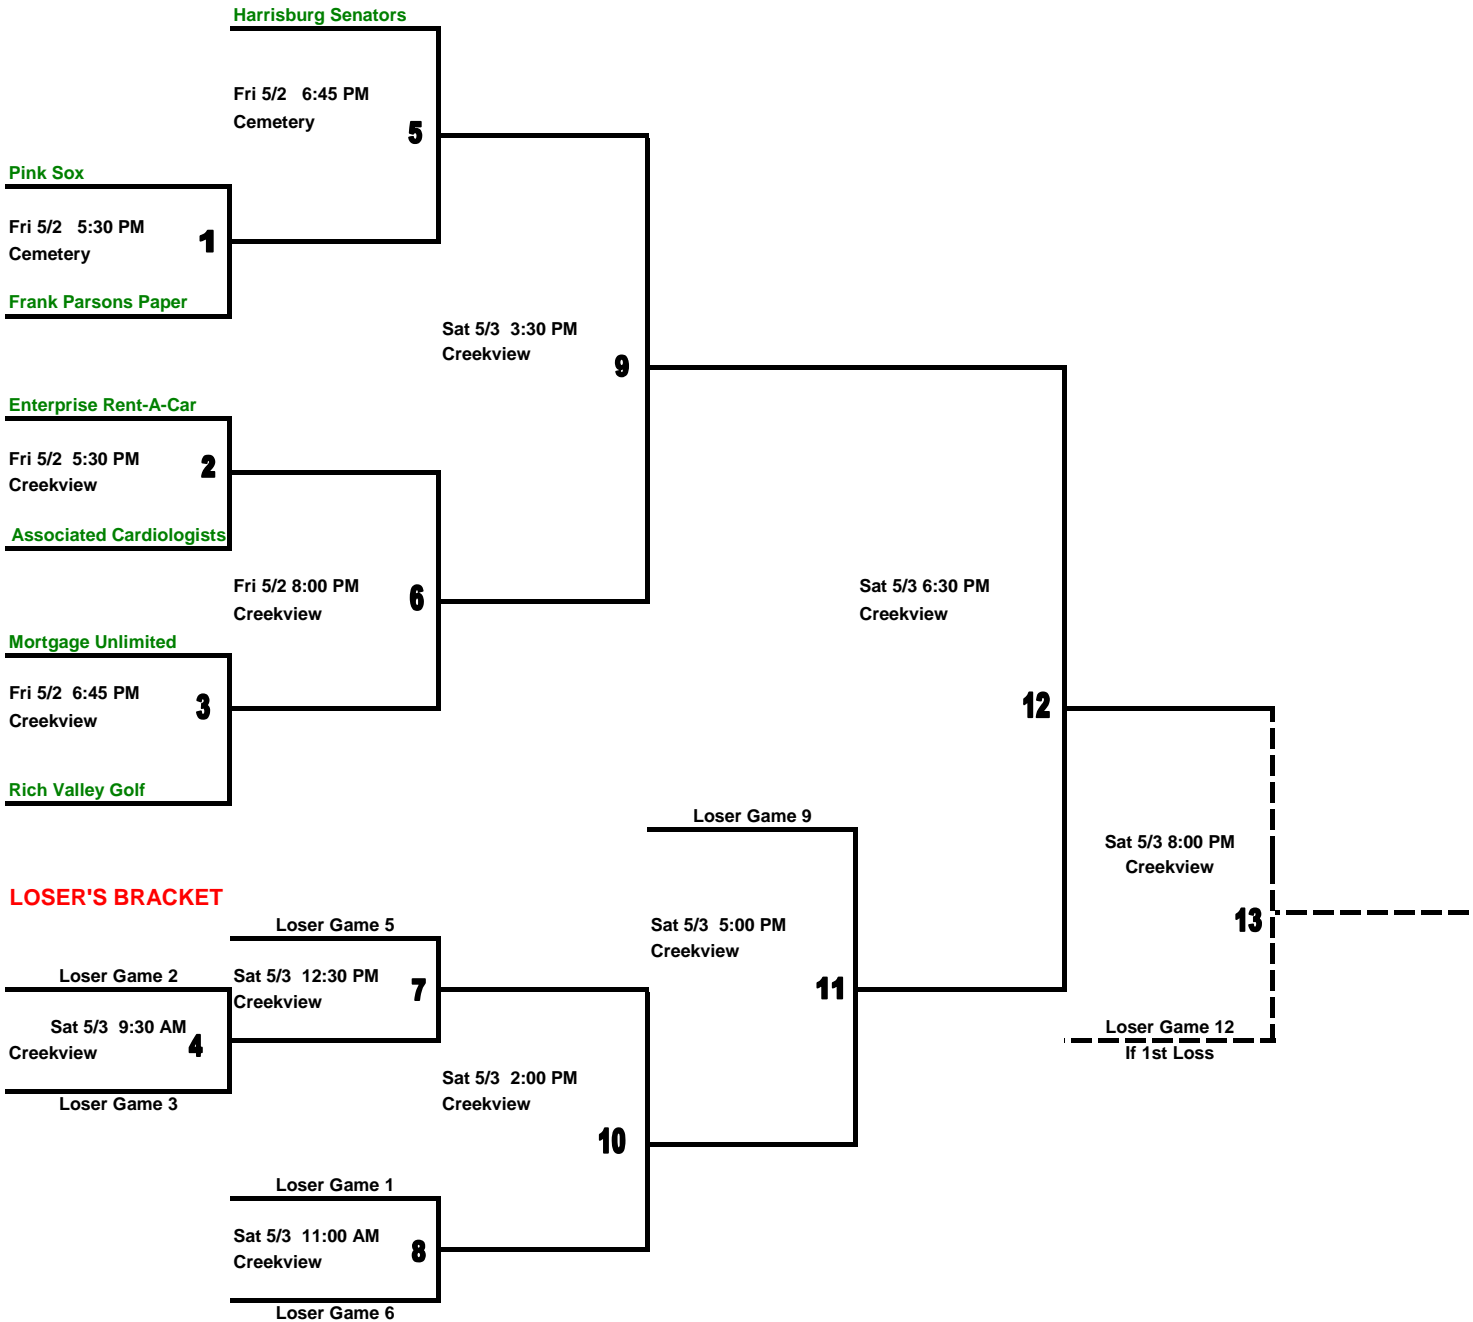 Harrisburg Senators
Fri 5/2 6:45 PM
Cemetery
5
Pink Sox
Fri 5/2 5:30 PM
Cemetery
1
Frank Parsons Paper
Sat 5/3 3:30 PM
Creekview
9
Enterprise Rent-A-Car
Fri 5/2 5:30 PM
Creekview
2
Associated Cardiologists
Fri 5/2 8:00 PM
Creekview
6
Sat 5/3 6:30 PM
Creekview
12
Mortgage Unlimited
Fri 5/2 6:45 PM
Creekview
3
Rich Valley Golf
Loser Game 9
Sat 5/3 8:00 PM
Creekview
13
LOSER'S BRACKET
Loser Game 5
Sat 5/3 5:00 PM
Creekview
11
Loser Game 2
Sat 5/3 12:30 PM
Creekview
7
Sat 5/3 9:30 AM
Creekview
4
Loser Game 12
If 1st Loss
Loser Game 3
Sat 5/3 2:00 PM
Creekview
10
Loser Game 1
Sat 5/3 11:00 AM
Creekview
8
Loser Game 6